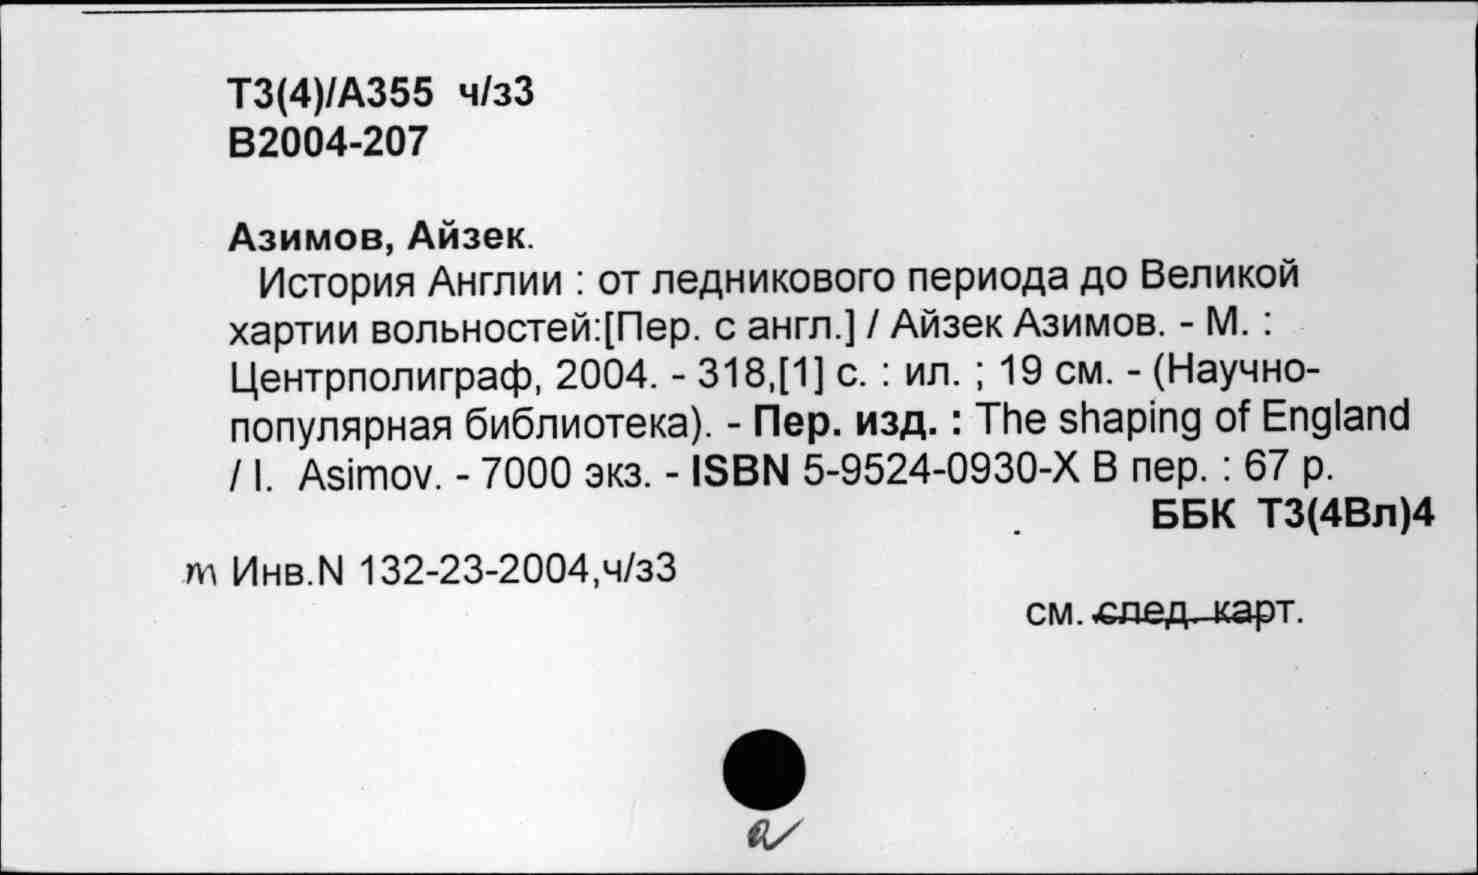 Т3(4)/А355 ч/з3
В2004-207
Азимов, Айзек.
История Англии : от ледникового периода до Великой
хартии вольностей:[Пер. с англ.] / Айзек Азимов. - М. :
Центрполиграф, 2004. - 318,[1] с. : ил. ; 19 см. - (Научно-
популярная библиотека). - Пер. изд. : The shaping of England
/ I. Asimov. - 7000 экз. - ISBN 5-9524-0930-X В пер. : 67 р.
ББК Т3(4Вл)4
т Инв.N 132-23-2004,ч/з3
см. след. карт.